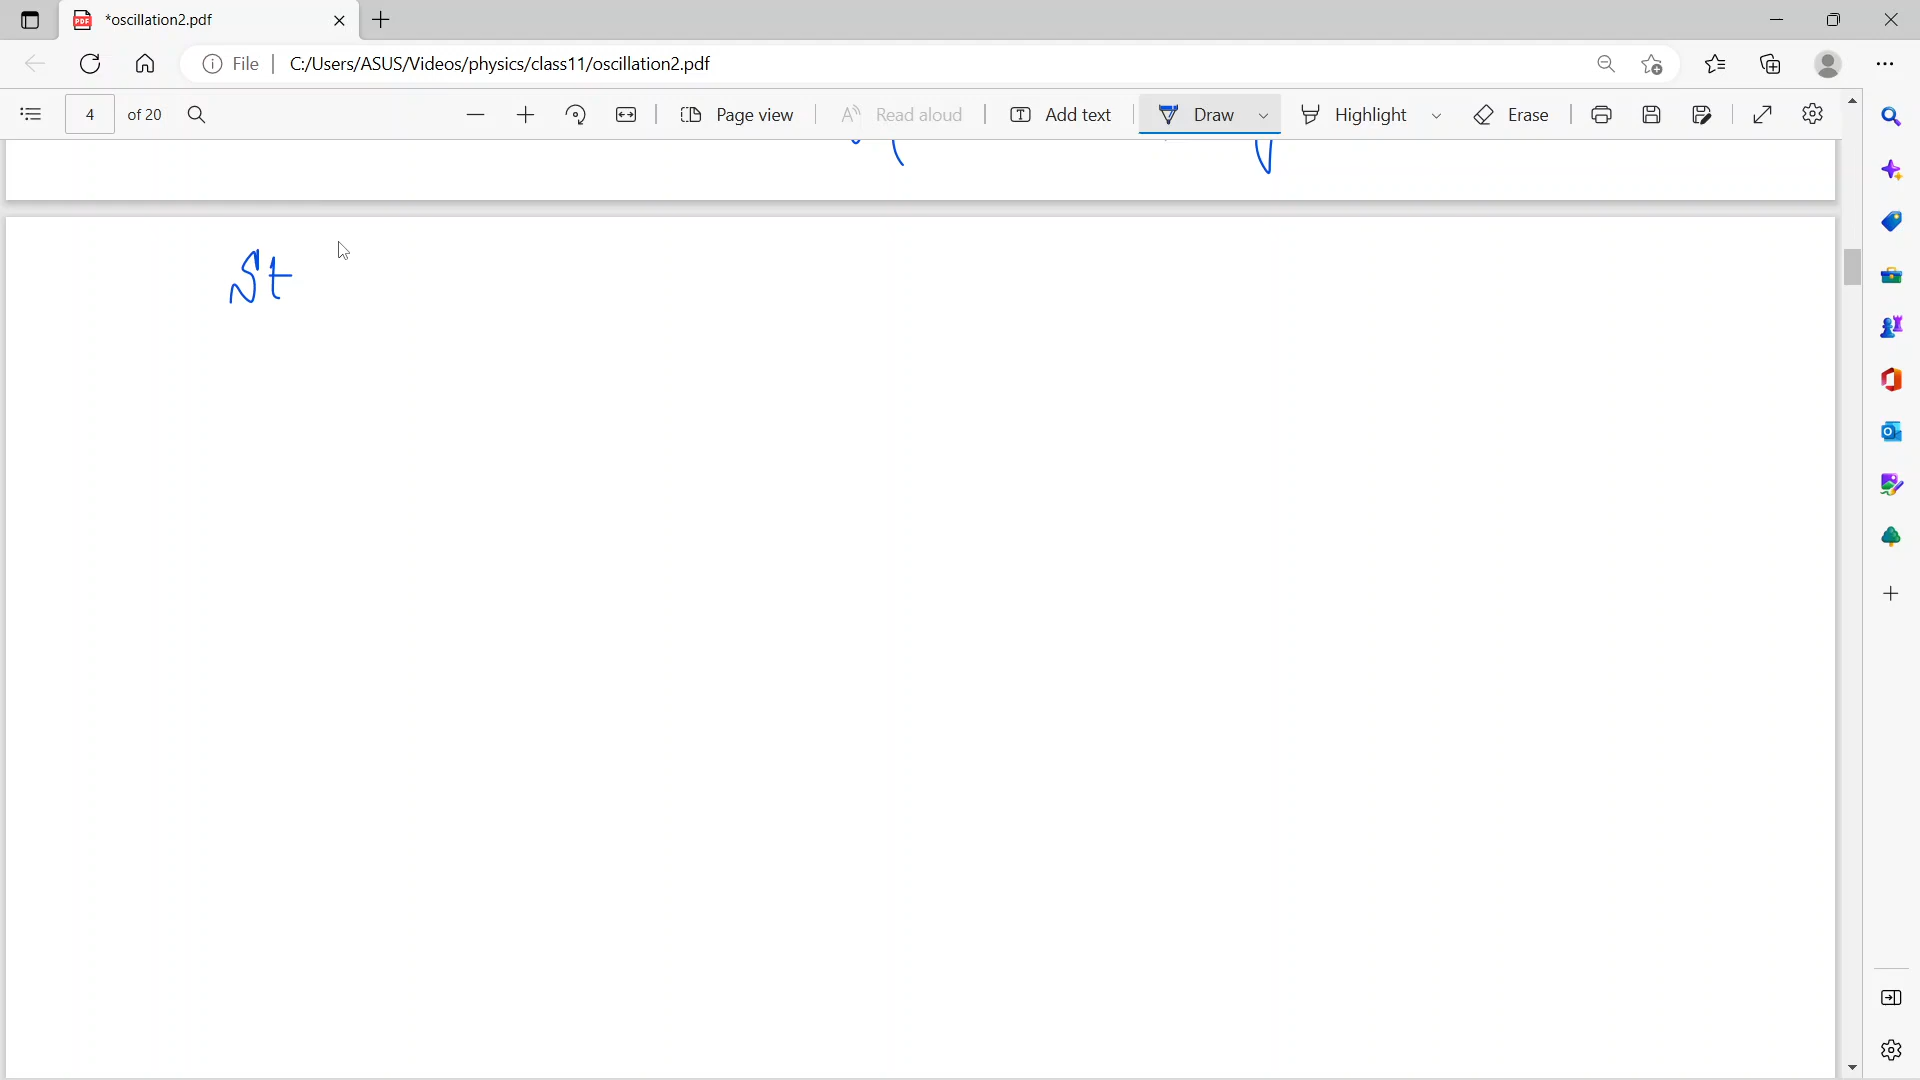 *oscillation2.pdf
File C:/Users/ASUS/Videos/physics/class11/oscillation2.pdf
4 of 20 Page view Read aloud Add text Draw Highlight Erase
St